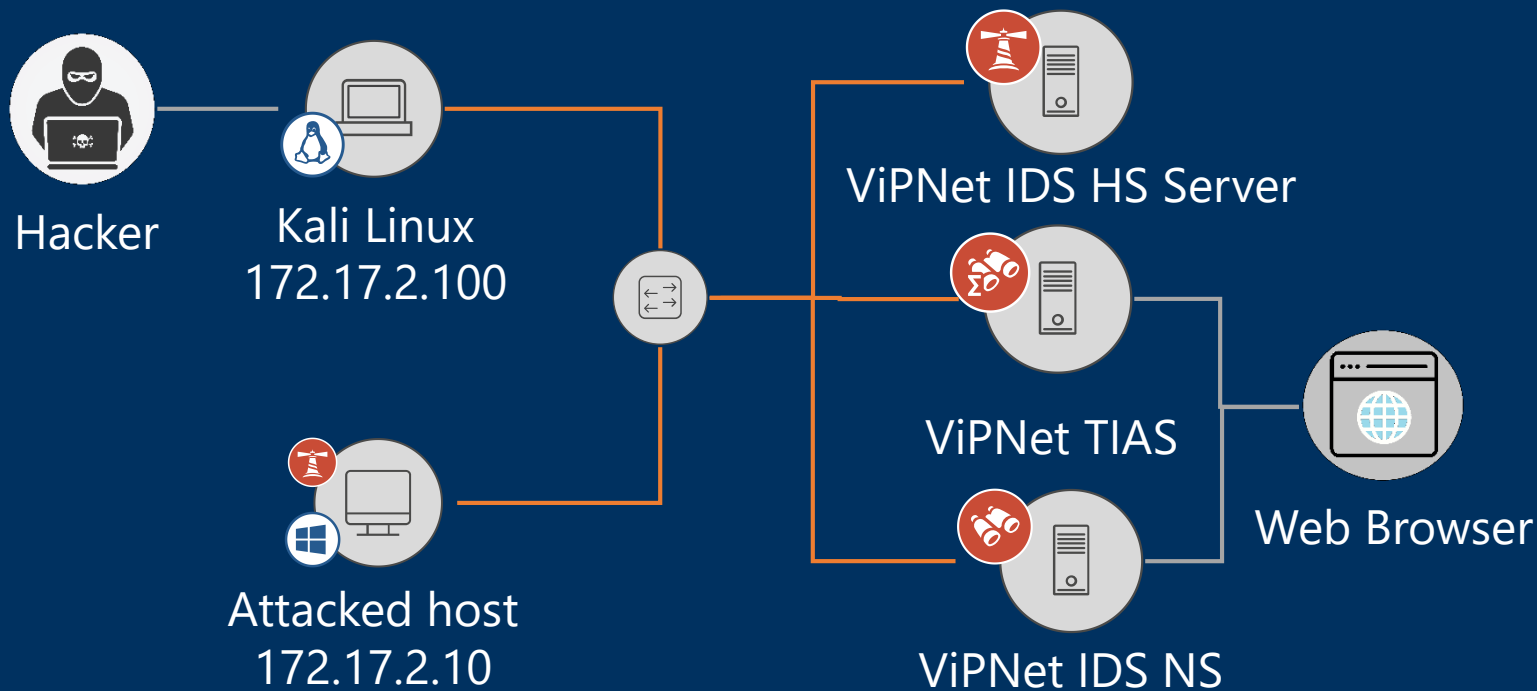 Hacker
Kali Linux
172.17.2.100
Attacked host
172.17.2.10
ViPNet IDS HS Server
Σ
ViPNet TIAS
ViPNet IDS NS
Web Browser